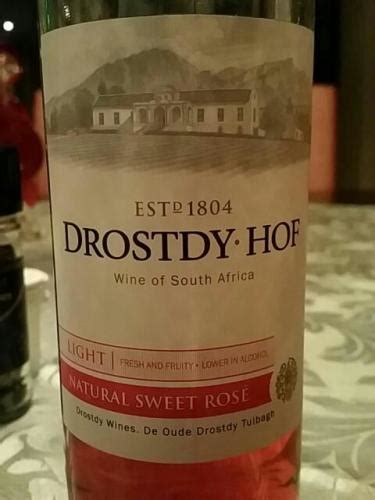 ESTD 1804
DROSTDY·HOF
Wine of South Africa
LIGHT | FRESH AND FRUITY • LOWER IN ALCOHOL
NATURAL SWEET ROSÉ
Drostdy Wines. De Oude Drostdy Tulbagh